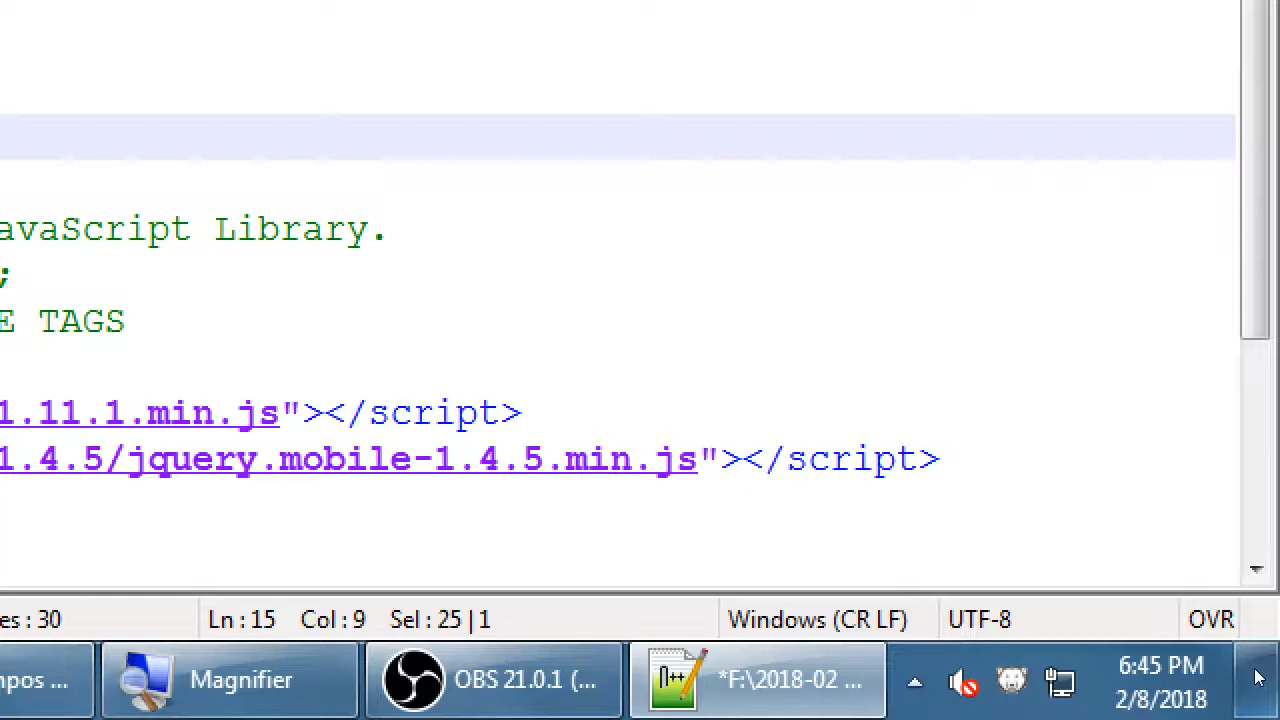 avaScript Library.
;
E TAGS
1.11.1.min.js"></script>
1.4.5/jquery.mobile-1.4.5.min.js"></script>
es : 30 Ln : 15 Col : 9 Sel : 25 | 1 Windows (CR LF) UTF-8 OVR
npos ... Magnifier OBS 21.0.1 (... *F:\2018-02 ... 6:45 PM
2/8/2018